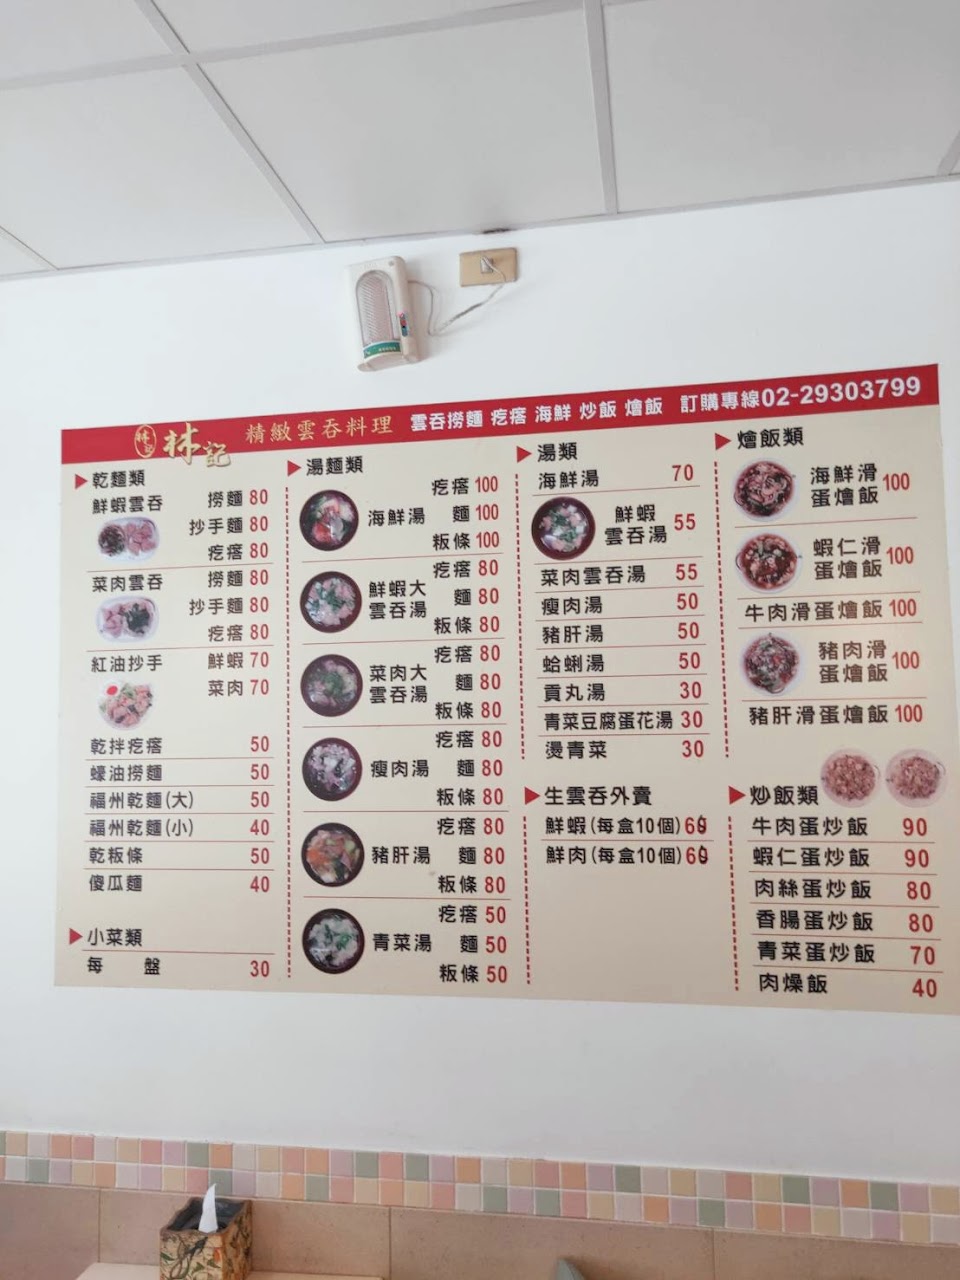 林記 林記 精緻雲吞料理 雲吞撈麵 疙瘩 海鮮 炒飯 燴飯 訂購專線02-29303799
▶乾麵類
鮮蝦雲吞 撈麵 80
抄手麵 80
疙瘩 80
菜肉雲吞 撈麵 80
抄手麵 80
疙瘩 80
紅油抄手 鮮蝦 70
菜肉 70
乾拌疙瘩 50
蠔油撈麵 50
福州乾麵(大) 50
福州乾麵(小) 40
乾粄條 50
傻瓜麵 40
▶小菜類
每 盤 30
▶湯麵類
疙瘩 100
海鮮湯 麵 100
粄條 100
疙瘩 80
鮮蝦大
雲吞湯 麵 80
粄條 80
疙瘩 80
菜肉大
雲吞湯 麵 80
粄條 80
疙瘩 80
瘦肉湯 麵 80
粄條 80
疙瘩 80
豬肝湯 麵 80
粄條 80
疙瘩 50
青菜湯 麵 50
粄條 50
▶湯類
海鮮湯 70
鮮蝦
雲吞湯 55
菜肉雲吞湯 55
瘦肉湯 50
豬肝湯 50
蛤蜊湯 50
貢丸湯 30
青菜豆腐蛋花湯 30
燙青菜 30
▶生雲吞外賣
鮮蝦(每盒10個)
鮮肉(每盒10個)
▶燴飯類
海鮮滑
蛋燴飯 100
蝦仁滑
蛋燴飯 100
牛肉滑蛋燴飯 100
豬肉滑
蛋燴飯 100
豬肝滑蛋燴飯 100
▶炒飯類
牛肉蛋炒飯 90
蝦仁蛋炒飯 90
肉絲蛋炒飯 80
香腸蛋炒飯 80
青菜蛋炒飯 70
肉燥飯 40